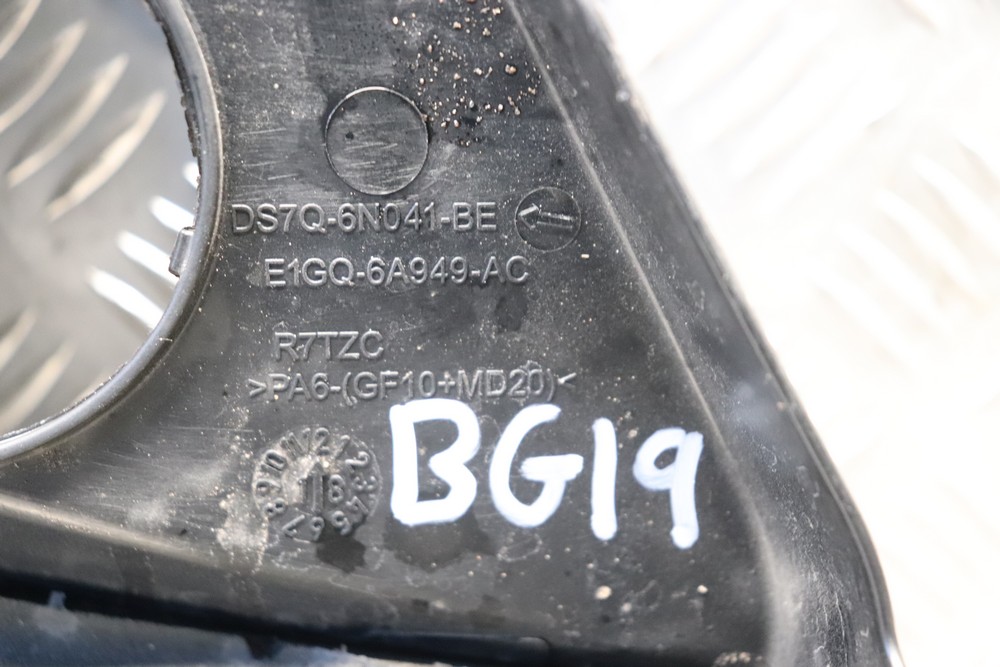 DS7Q-6N041-BE
E1GQ-6A949-AC
R7TZC
>PA6-(GF10+MD20)<
BG19